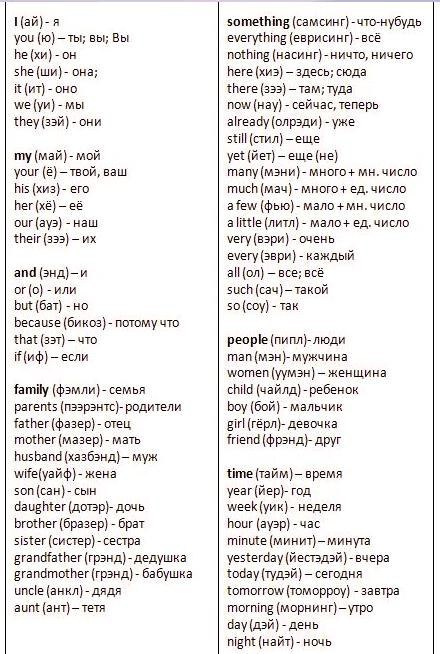 I (ай) - я
you (ю) – ты; вы; Вы
he (хи) - он
she (ши) - она;
it (ит) - оно
we (уи) - мы
they (зэй) - они
my (май) - мой
your (ё) – твой, ваш
his (хиз) - его
her (хё) – её
our (ауэ) - наш
their (зээ) – их
and (энд) – и
or (о) - или
but (бат) - но
because (бикоз) - потому что
that (зэт) – что
if (иф) – если
family (фэмли) - семья
parents (пээрэнтс)- родители
father (фазер) - отец
mother (мазер) - мать
husband (хазбэнд) – муж
wife(уайф) - жена
son (сан) - сын
daughter (дотэр)- дочь
brother (бразер) - брат
sister (систер) - сестра
grandfather (грэнд) - дедушка
grandmother (грэнд) - бабушка
uncle (анкл) - дядя
aunt (ант) – тетя
something (самсинг) - что-нубудь
everything (еврисинг) - всё
nothing (насинг) - ничто, ничего
here (хиэ) – здесь; сюда
there (зээ) – там; туда
now (нау) - сейчас, теперь
already (олрэди) - уже
still (стил) – еще
yet (йет) – еще (не)
many (мэни) - много + мн. число
much (мач) - много + ед. число
a few (фью) - мало + мн. число
a little (литл) - мало + ед. число
very (вэри) - очень
every (эври) - каждый
all (ол) – все; всё
such (сач) – такой
so (соу) - так
people (пипл)- люди
man (мэн)- мужчина
women (уумэн) – женщина
child (чайлд) - ребенок
boy (бой) - мальчик
girl (гёрл)- девочка
friend (фрэнд)- друг
time (тайм) – время
year (йер)- год
week (уик) - неделя
hour (ауэр) - час
minute (минит) – минута
yesterday (йестэдэй) - вчера
today (тудэй) – сегодня
tomorrow (томорроу) - завтра
morning (морнинг) – утро
day (дэй) - день
night (найт) - ночь